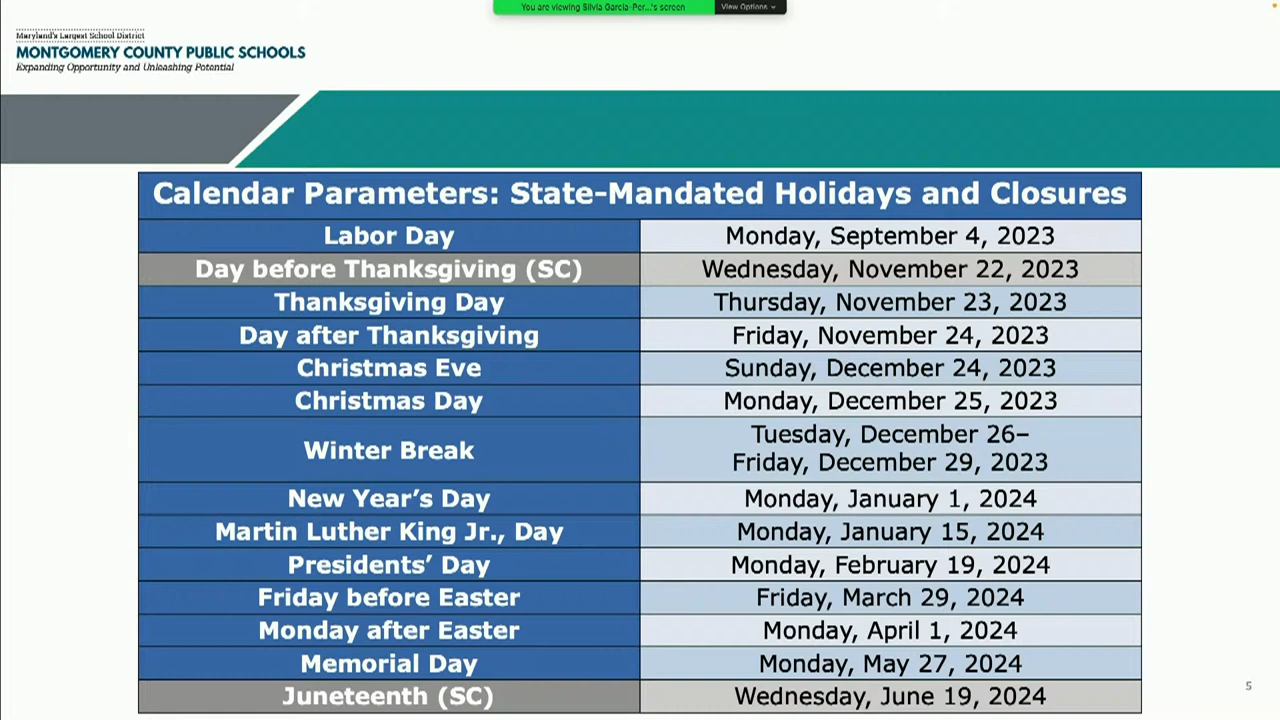 You are viewing Silvia Garcia-Per...'s screen View Options
Maryland's Largest School District
MONTGOMERY COUNTY PUBLIC SCHOOLS
Expanding Opportunity and Unleashing Potential
Calendar Parameters: State-Mandated Holidays and Closures
Labor Day Monday, September 4, 2023
Day before Thanksgiving (SC) Wednesday, November 22, 2023
Thanksgiving Day Thursday, November 23, 2023
Day after Thanksgiving Friday, November 24, 2023
Christmas Eve Sunday, December 24, 2023
Christmas Day Monday, December 25, 2023
Winter Break Tuesday, December 26–
Friday, December 29, 2023
New Year’s Day Monday, January 1, 2024
Martin Luther King Jr., Day Monday, January 15, 2024
Presidents’ Day Monday, February 19, 2024
Friday before Easter Friday, March 29, 2024
Monday after Easter Monday, April 1, 2024
Memorial Day Monday, May 27, 2024
Juneteenth (SC) Wednesday, June 19, 2024
5